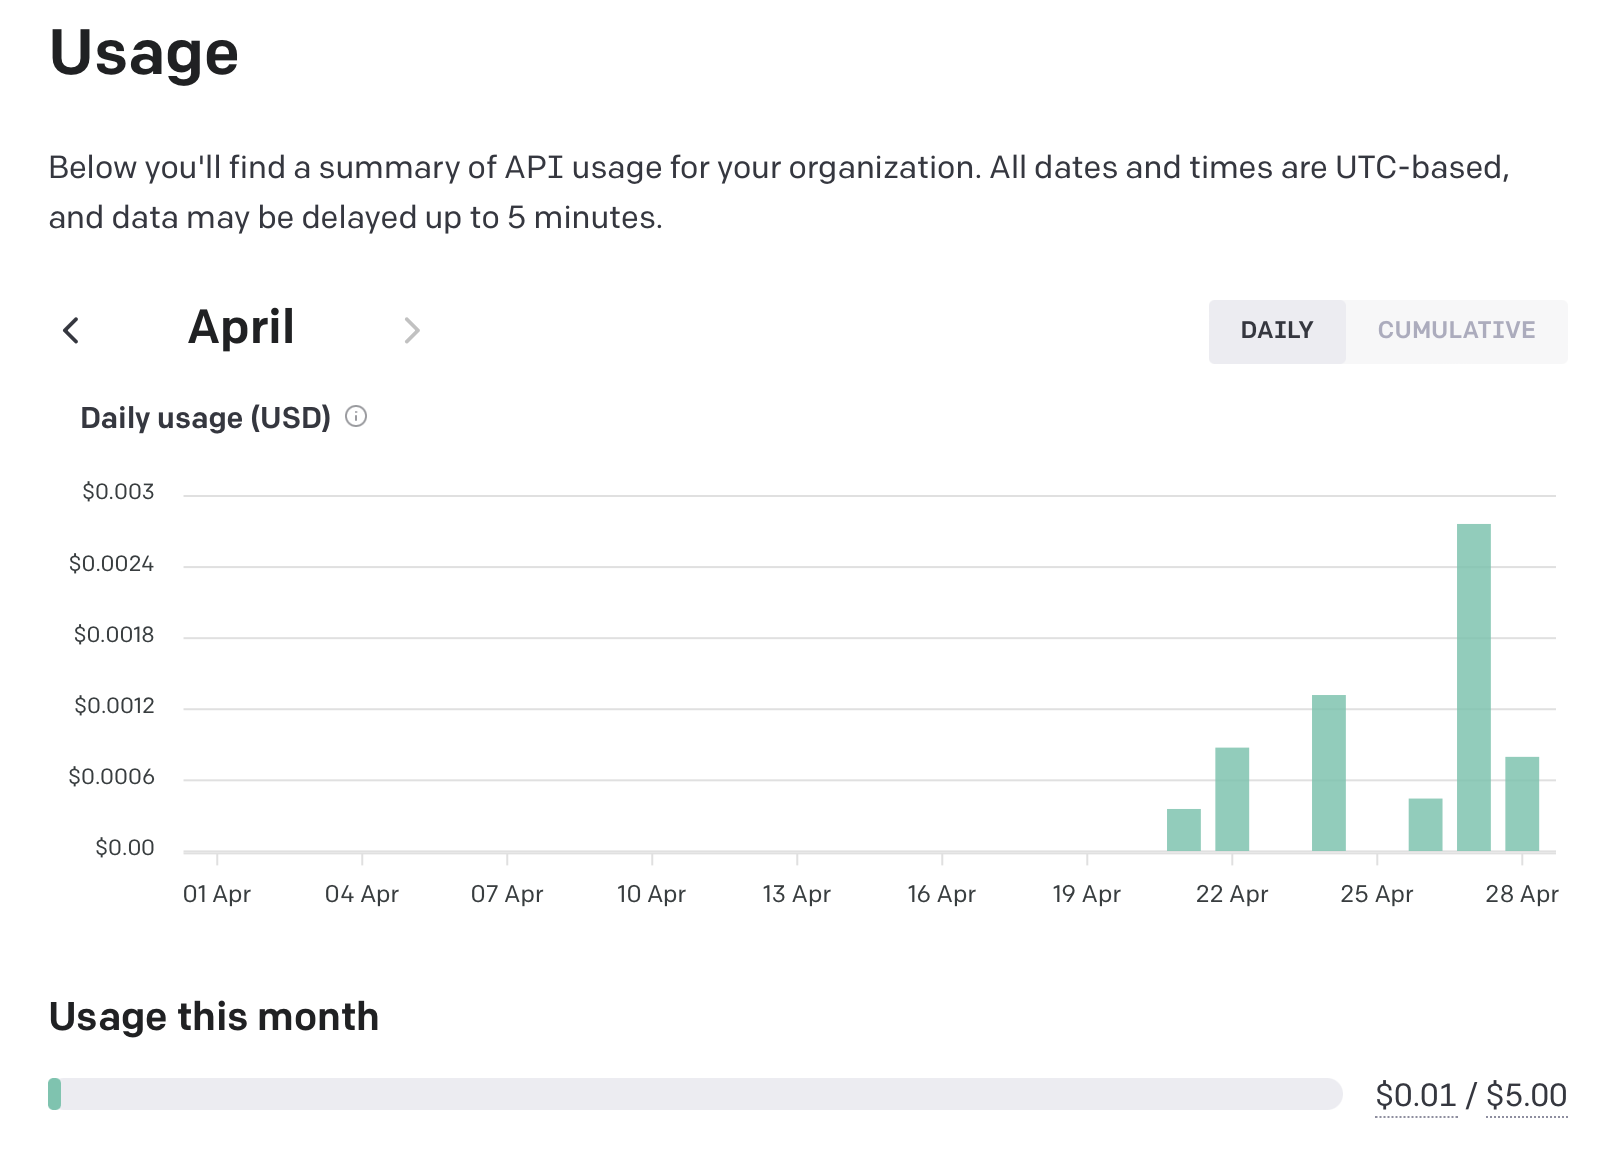 Usage
Below you'll find a summary of API usage for your organization. All dates and times are UTC-based,
and data may be delayed up to 5 minutes.
April
DAILY CUMULATIVE
Daily usage (USD)
$0.003
$0.0024
$0.0018
$0.0012
$0.0006
$0.00
01 Apr 04 Apr 07 Apr 10 Apr 13 Apr 16 Apr 19 Apr 22 Apr 25 Apr 28 Apr
Usage this month
$0.01 / $5.00